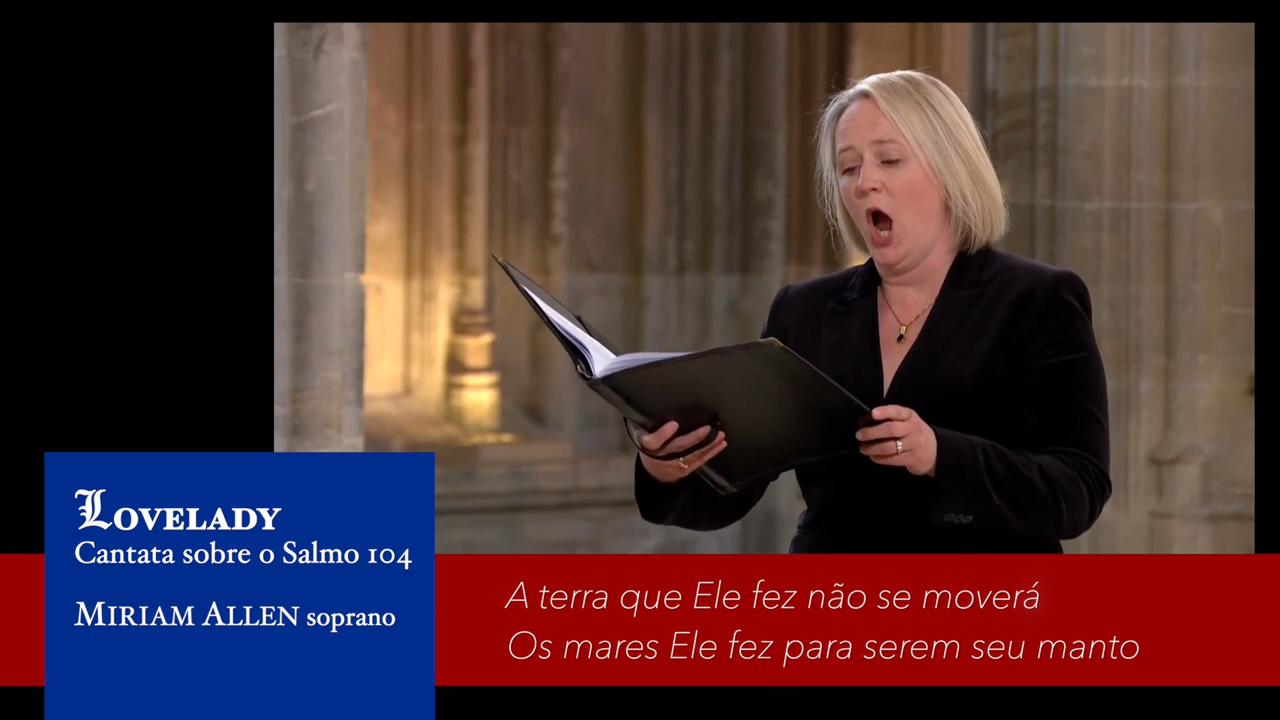 LOVELADY
Cantata sobre o Salmo 104
MIRIAM ALLEN soprano
A terra que Ele fez não se moverá
Os mares Ele fez para serem seu manto